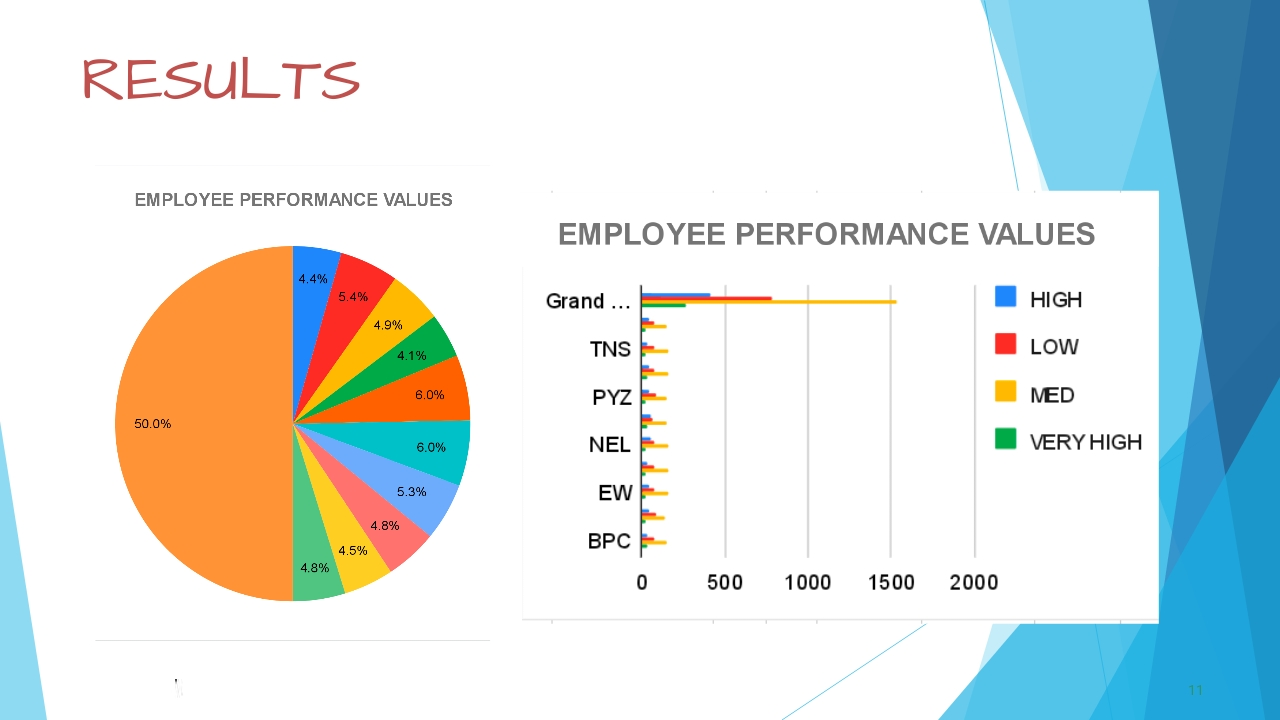 RESULTS
EMPLOYEE PERFORMANCE VALUES
4.4%
5.4%
4.9%
4.1%
6.0%
50.0%
6.0%
5.3%
4.8%
4.5%
4.8%
EMPLOYEE PERFORMANCE VALUES
Grand ...
TNS
PYZ
NEL
EW
BPC
0 500 1000 1500 2000
HIGH
LOW
MED
VERY HIGH
11